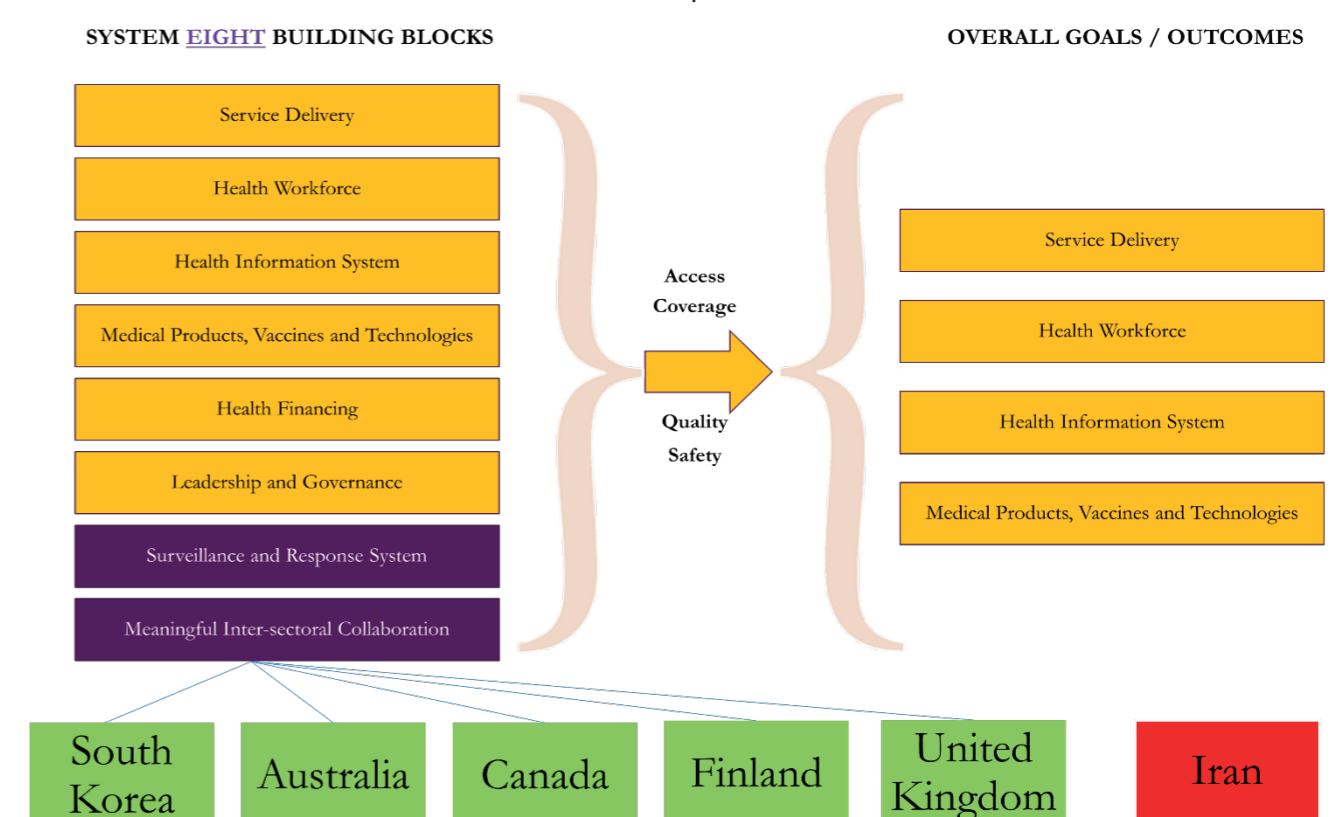 SYSTEM EIGHT BUILDING BLOCKS
OVERALL GOALS / OUTCOMES
Service Delivery
Health Workforce
Health Information System
Medical Products, Vaccines and Technologies
Health Financing
Leadership and Governance
Surveillance and Response System
Meaningful Inter-sectoral Collaboration
Access
Coverage
Quality
Safety
Service Delivery
Health Workforce
Health Information System
Medical Products, Vaccines and Technologies
South
Korea
Australia
Canada
Finland
United
Kingdom
Iran